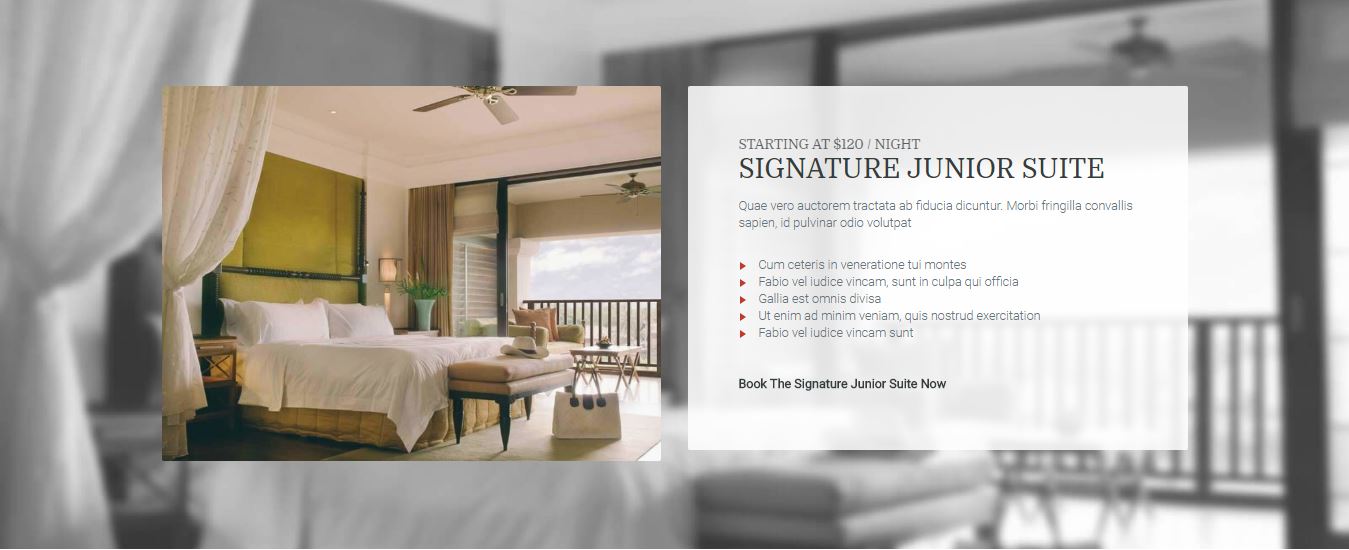 STARTING AT $120 / NIGHT
SIGNATURE JUNIOR SUITE
Quae vero auctorem tractata ab fiducia dicuntur. Morbi fringilla convallis
sapien, id pulvinar odio volutpat
Cum ceteris in veneratione tui montes
Fabio vel iudice vincam, sunt in culpa qui officia
Gallia est omnis divisa
Ut enim ad minim veniam, quis nostrud exercitation
Fabio vel iudice vincam sunt
Book The Signature Junior Suite Now